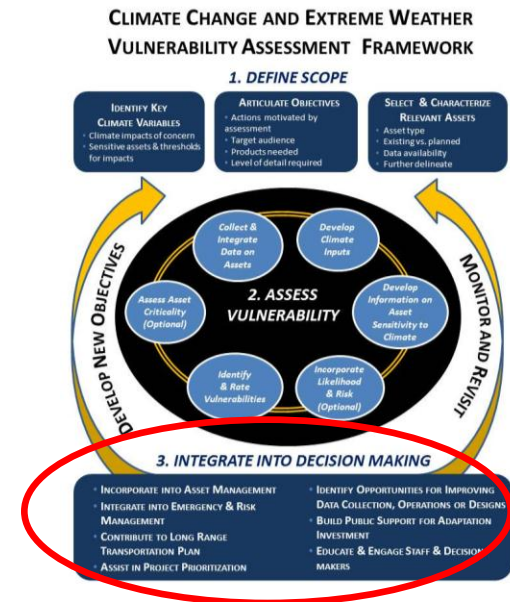 CLIMATE CHANGE AND EXTREME WEATHER
VULNERABILITY ASSESSMENT FRAMEWORK
1. DEFINE SCOPE
IDENTIFY KEY
CLIMATE VARIABLES
• Climate impacts of concern
• Sensitive assets & thresholds
for impacts
ARTICULATE OBJECTIVES
• Actions motivated by
assessment
• Target audience
• Products needed
• Level of detail required
SELECT & CHARACTERIZE
RELEVANT ASSETS
• Asset type
• Existing vs. planned
• Data availability
• Further delineate
DEVELOP NEW OBJECTIVES
Collect &
Integrate
Data on
Assets
Develop
Climate
Inputs
Assess Asset
Criticality
(Optional)
2. ASSESS
VULNERABILITY
Develop
Information on
Asset
Sensitivity to
Climate
Identify
& Rate
Vulnerabilities
Incorporate
Likelihood
& Risk
(Optional)
MONITOR AND REVISIT
3. INTEGRATE INTO DECISION MAKING
• INCORPORATE INTO ASSET MANAGEMENT
• INTEGRATE INTO EMERGENCY & RISK
MANAGEMENT
• CONTRIBUTE TO LONG RANGE
TRANSPORTATION PLAN
• ASSIST IN PROJECT PRIORITIZATION
• IDENTIFY OPPORTUNITIES FOR IMPROVING
DATA COLLECTION, OPERATIONS OR DESIGNS
• BUILD PUBLIC SUPPORT FOR ADAPTATION
INVESTMENT
• EDUCATE & ENGAGE STAFF & DECISION
MAKERS